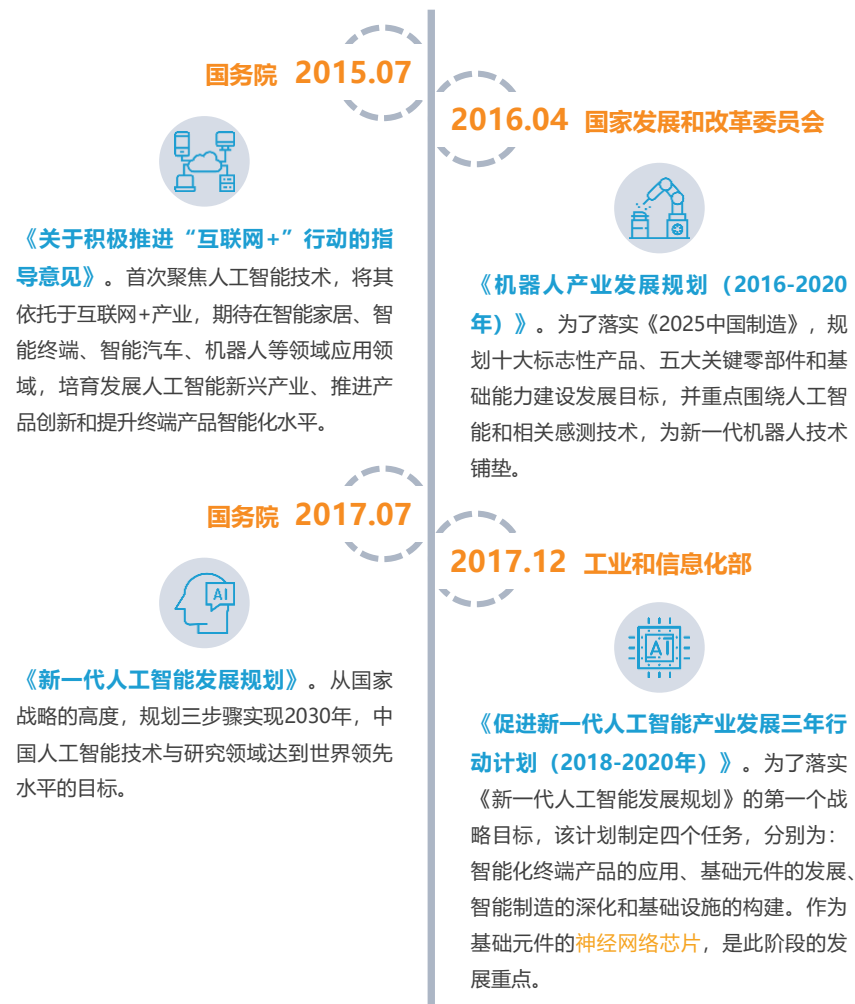 国务院 2015.07
《关于积极推进“互联网+”行动的指
导意见》。首次聚焦人工智能技术，将其
依托于互联网+产业，期待在智能家居、智
能终端、智能汽车、机器人等领域应用领
域，培育发展人工智能新兴产业、推进产
品创新和提升终端产品智能化水平。
2016.04 国家发展和改革委员会
《机器人产业发展规划（2016-2020
年）》。为了落实《2025中国制造》，规
划十大标志性产品、五大关键零部件和基
础能力建设发展目标，并重点围绕人工智
能和相关感测技术，为新一代机器人技术
铺垫。
国务院 2017.07
AI
《新一代人工智能发展规划》。从国家
战略的高度，规划三步骤实现2030年，中
国人工智能技术与研究领域达到世界领先
水平的目标。
2017.12 工业和信息化部
AI
《促进新一代人工智能产业发展三年行
动计划（2018-2020年）》。为了落实
《新一代人工智能发展规划》的第一个战
略目标，该计划制定四个任务，分别为：
智能化终端产品的应用、基础元件的发展、
智能制造的深化和基础设施的构建。作为
基础元件的神经网络芯片，是此阶段的发
展重点。